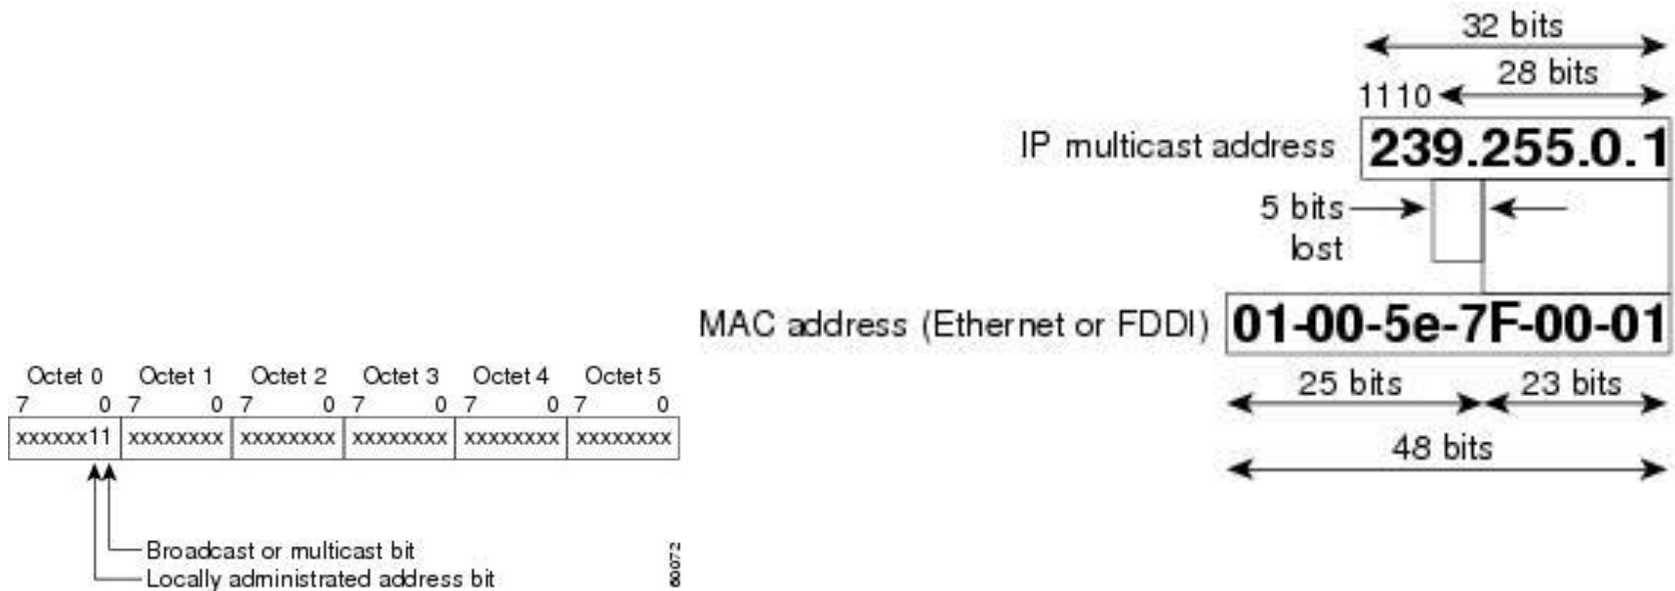 Octet 0 Octet 1 Octet 2 Octet 3 Octet 4 Octet 5
7 0 7 0 7 0 7 0 7 0 7 0
xxxxxx11 xxxxxxxx xxxxxxxx xxxxxxxx xxxxxxxx xxxxxxxx
Broadcast or multicast bit
Locally administrated address bit
60072
32 bits
28 bits
1110
IP multicast address 239.255.0.1
5 bits
lost
MAC address (Ethernet or FDDI) 01-00-5e-7F-00-01
25 bits 23 bits
48 bits